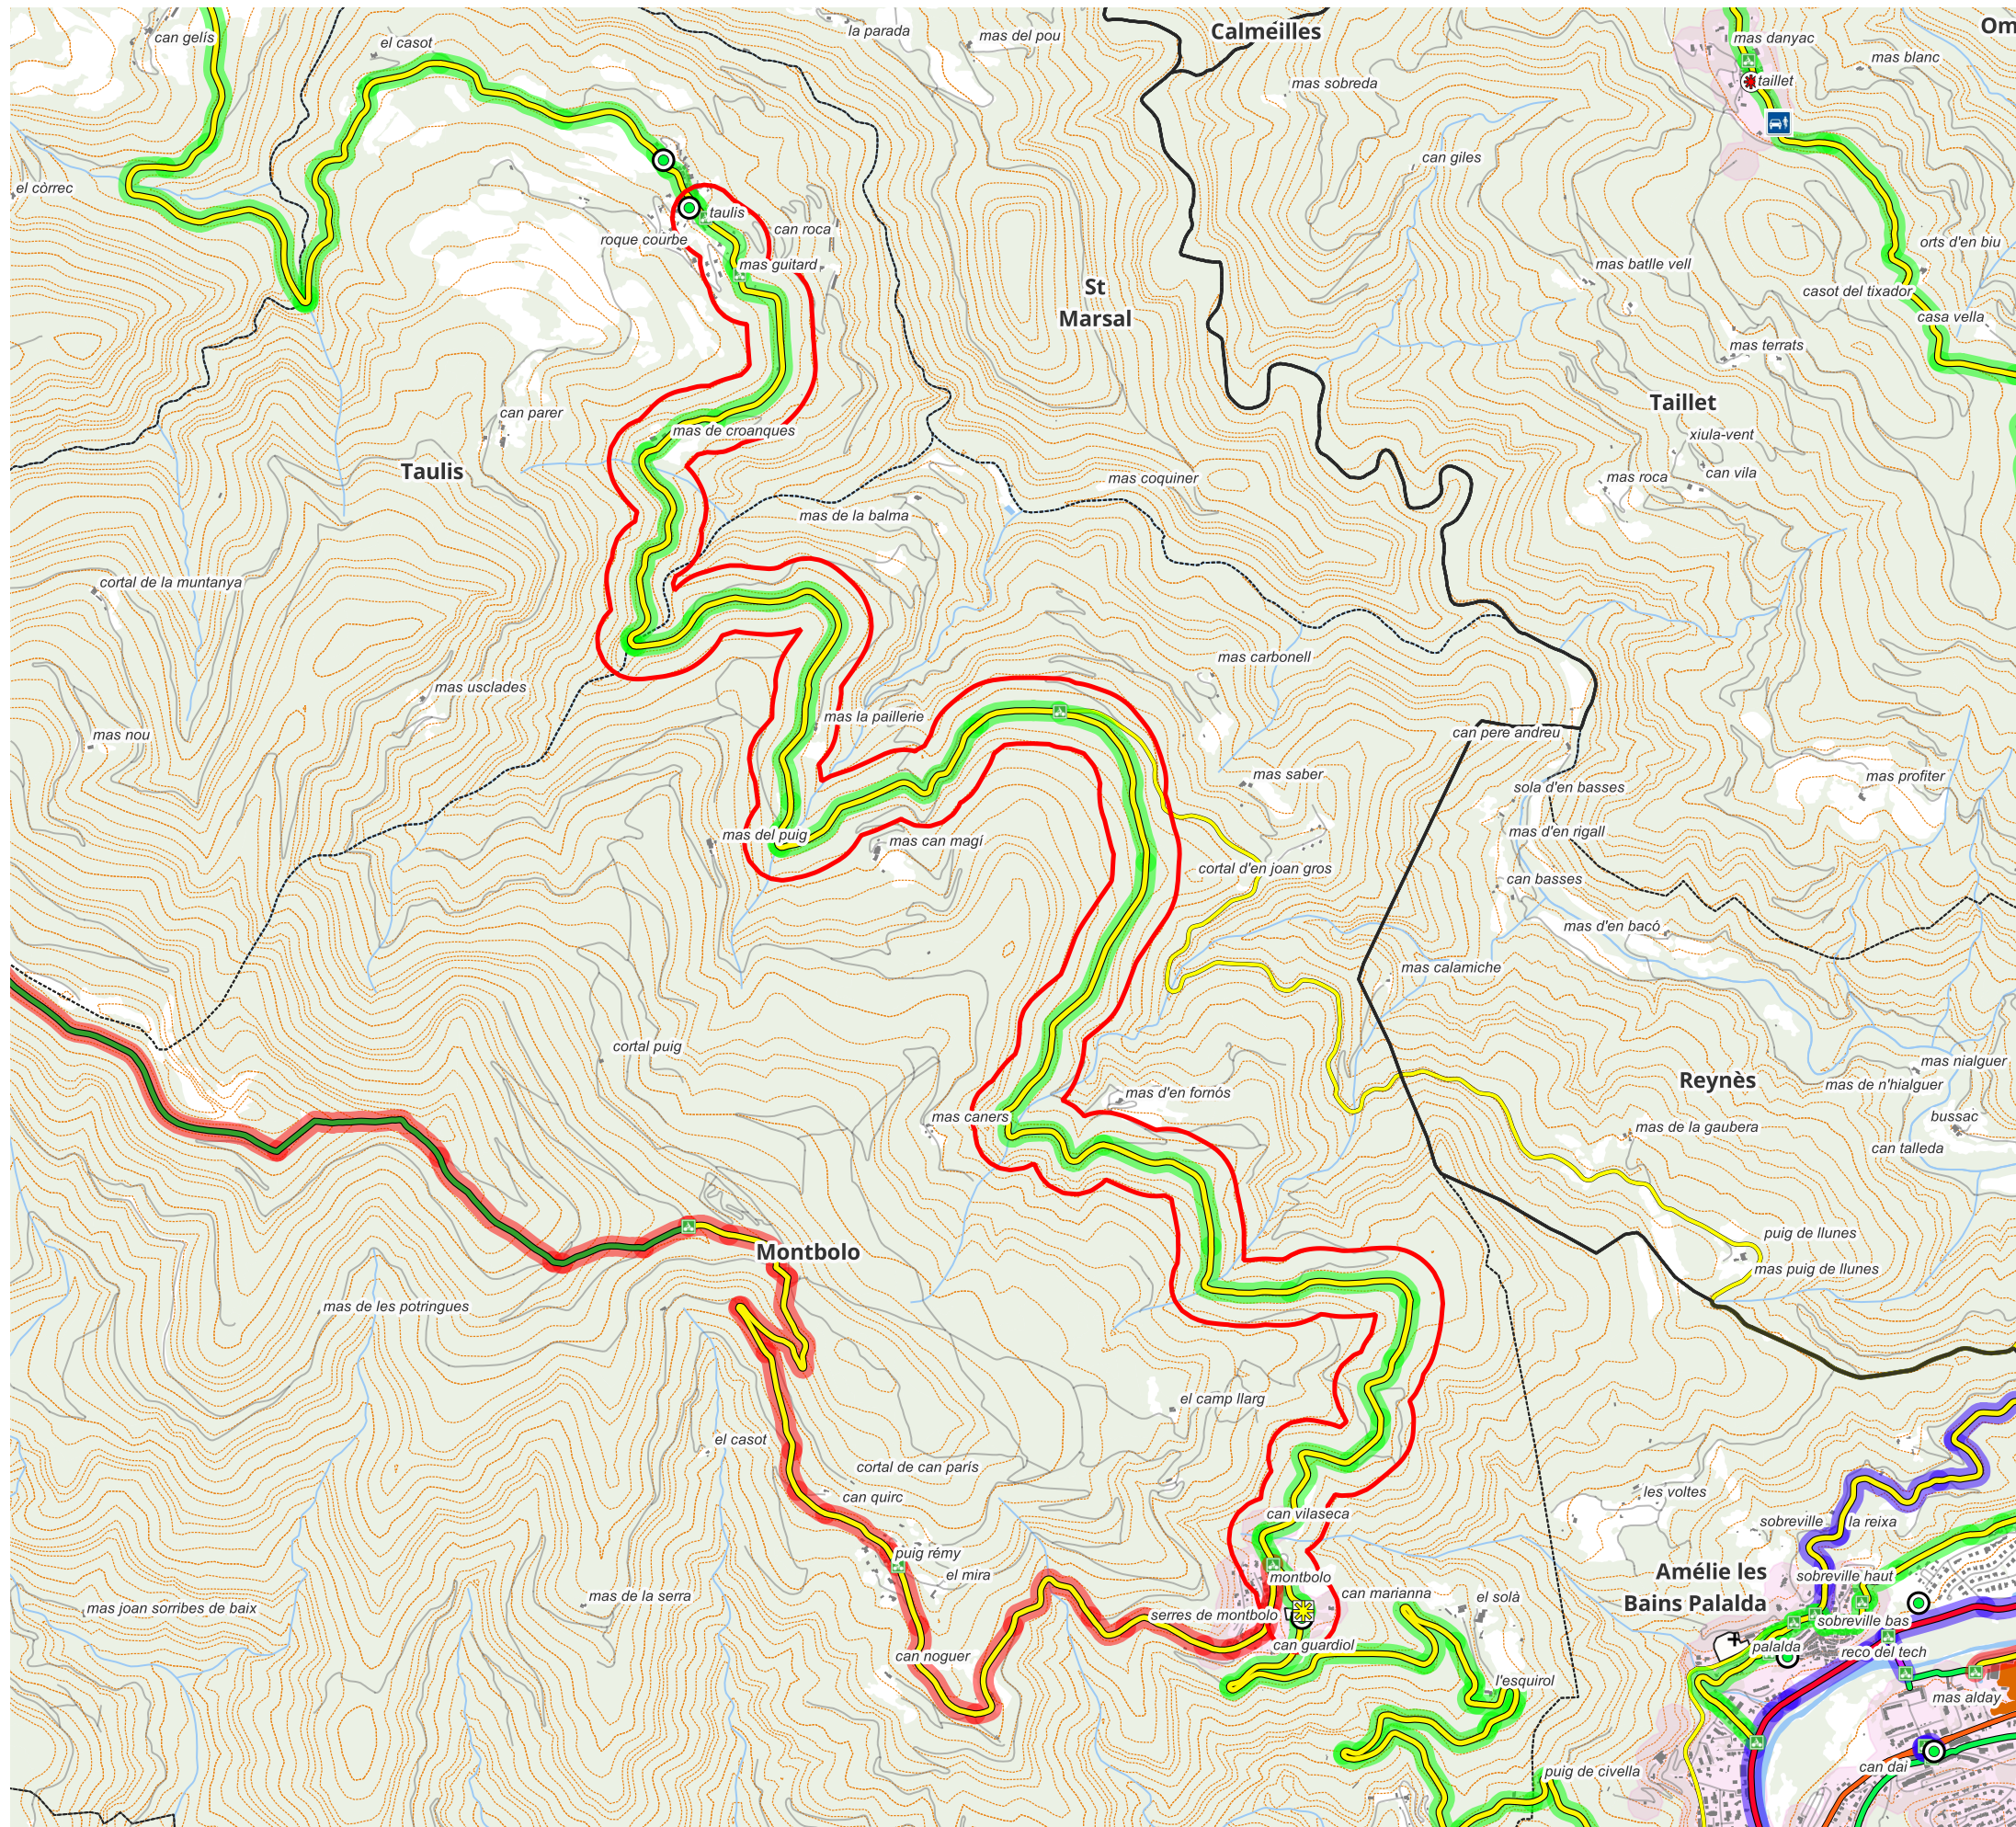 Calmeilles
Om
can gelís
la parada
mas del pou
mas danyac
el casot
mas blanc
mas sobreda
taillet
can giles
el còrrec
taulis
can roca
roque courbe
orts d'en biu
mas guitard
mas batlle vell
St
Marsal
casot del tixador
casa vella
mas terrats
Taillet
can parer
mas de croanques
xiula-vent
Taulis
can vila
mas roca
mas coquiner
mas de la balma
cortal de la muntanya
mas carbonell
mas usclades
mas la paillerie
mas nou
can pere andreu
mas saber
mas profiter
sola d'en basses
mas del puig
mas d'en rigall
mas can magí
cortal d'en joan gros
can basses
mas d'en bacó
mas calamiche
cortal puig
mas nialguer
Reynès
mas de n'hialguer
mas d'en fornós
mas caners
bussac
mas de la gaubera
can talleda
puig de llunes
Montbolo
mas puig de llunes
mas de les potringues
el camp llarg
el casot
cortal de can parís
les voltes
can quirc
can vilaseca
sobreville
la reixa
puig rémy
Amélie les
Bains Palalda
el mira
montbolo
sobreville haut
mas de la serra
can marianna
el solà
mas joan sorribes de baix
serres de montbolo
sobreville bas
can guardiol
palalda
reco del tech
can noguer
l'esquirol
mas alday
can dai
puig de civella